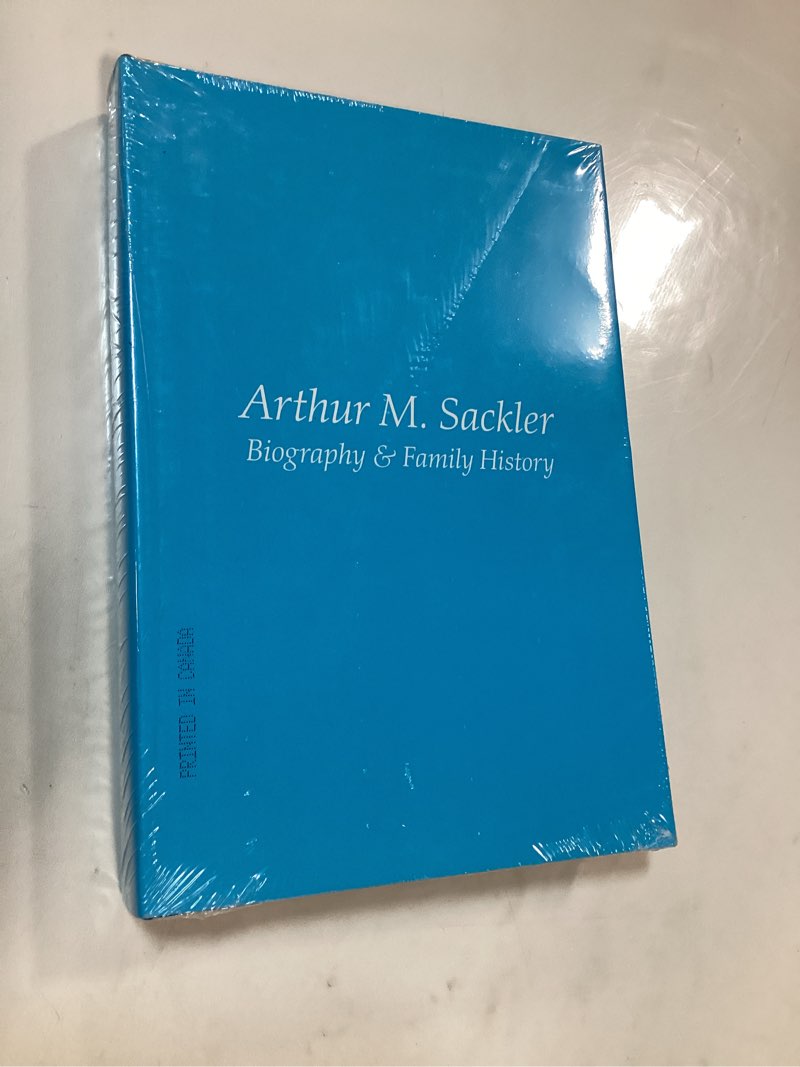 Arthur M. Sackler
Biography & Family History
PRINTED IN CANADA